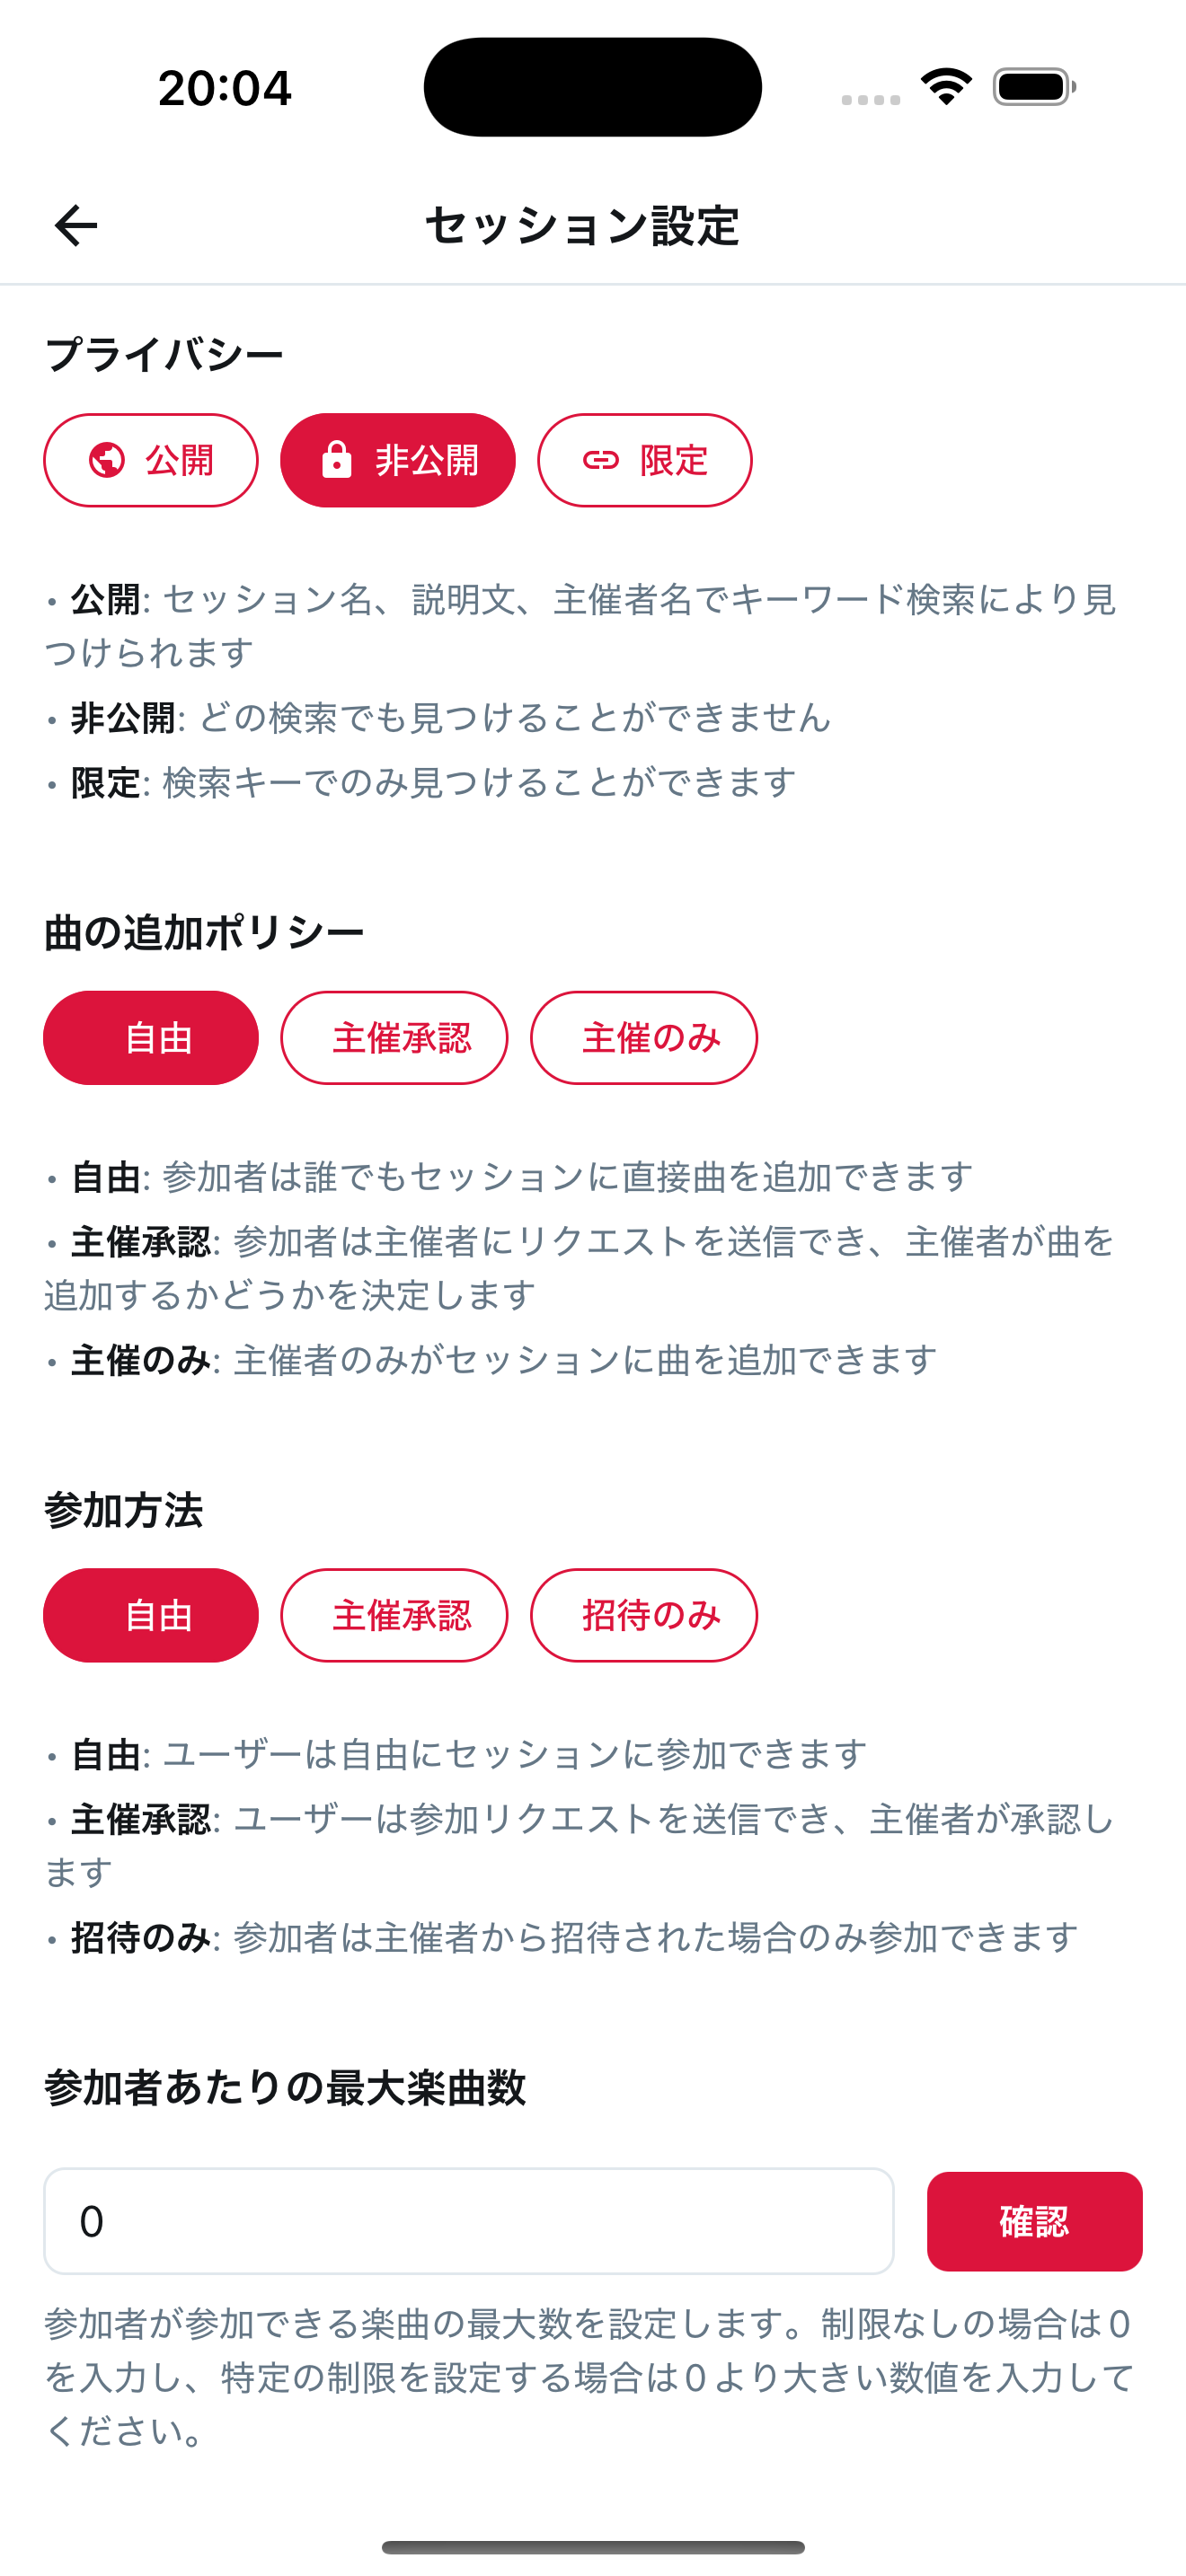 20:04
セッション設定
プライバシー
公開 非公開 限定
• 公開: セッション名、説明文、主催者名でキーワード検索により見
つけられます
• 非公開: どの検索でも見つけることができません
• 限定: 検索キーでのみ見つけることができます
曲の追加ポリシー
自由 主催承認 主催のみ
• 自由: 参加者は誰でもセッションに直接曲を追加できます
• 主催承認: 参加者は主催者にリクエストを送信でき、主催者が曲を
追加するかどうかを決定します
• 主催のみ: 主催者のみがセッションに曲を追加できます
参加方法
自由 主催承認 招待のみ
• 自由: ユーザーは自由にセッションに参加できます
• 主催承認: ユーザーは参加リクエストを送信でき、主催者が承認し
ます
• 招待のみ: 参加者は主催者から招待された場合のみ参加できます
参加者あたりの最大楽曲数
0 確認
参加者が参加できる楽曲の最大数を設定します。制限なしの場合は0
を入力し、特定の制限を設定する場合は0より大きい数値を入力して
ください。